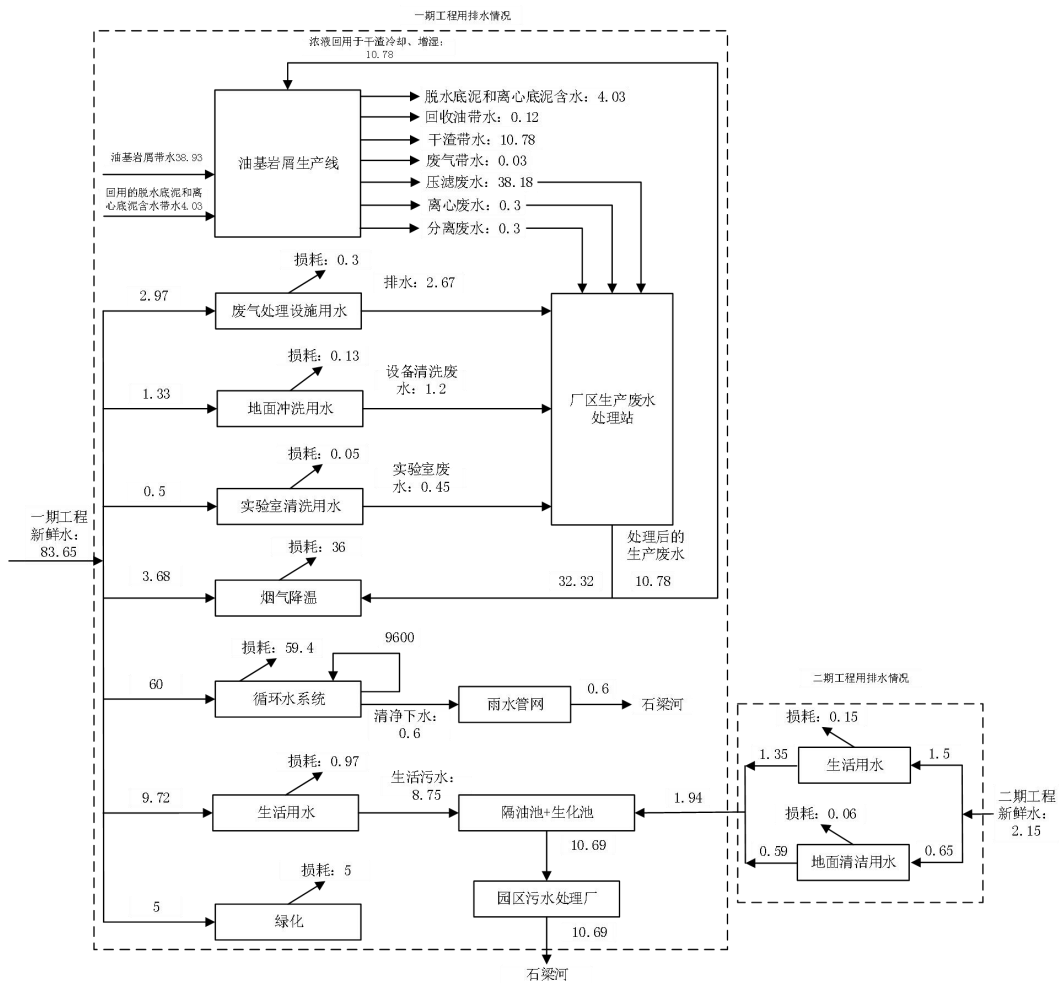 一期工程用排水情况
浓液回用于干渣冷却、增湿:
10.78
油基岩屑生产线
脱水底泥和离心底泥含水: 4.03
回收油带水: 0.12
干渣带水: 10.78
废气带水: 0.03
压滤废水: 38.18
离心废水: 0.3
分离废水: 0.3
油基岩屑带水38.93
回用的脱水底泥和离
心底泥含水带水4.03
损耗: 0.3
排水: 2.67
2.97
废气处理设施用水
损耗: 0.13
设备清洗废
水: 1.2
1.33
地面冲洗用水
厂区生产废水
处理站
损耗: 0.05
实验室废
水: 0.45
0.5
实验室清洗用水
一期工程
新鲜水:
83.65
处理后的
生产废水
损耗: 36
3.68
烟气降温
32.32
10.78
损耗: 59.4
9600
60
循环水系统
清净下水:
0.6
雨水管网
0.6
石梁河
二期工程用排水情况
损耗: 0.15
1.35
生活用水
1.5
损耗: 0.97
生活污水:
8.75
9.72
生活用水
隔油池+生化池
1.94
二期工程
新鲜水:
2.15
损耗: 0.06
0.59
地面清洁用水
0.65
10.69
损耗: 5
5
绿化
园区污水处理厂
10.69
石梁河